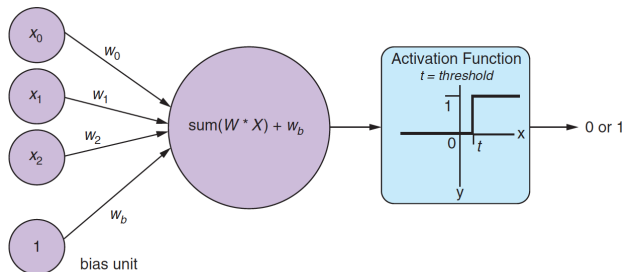 x0
w0
x1
w1
x2
w2
1
wb
bias unit
sum(W * X) + wb
Activation Function
t = threshold
1
0
t
x
y
0 or 1